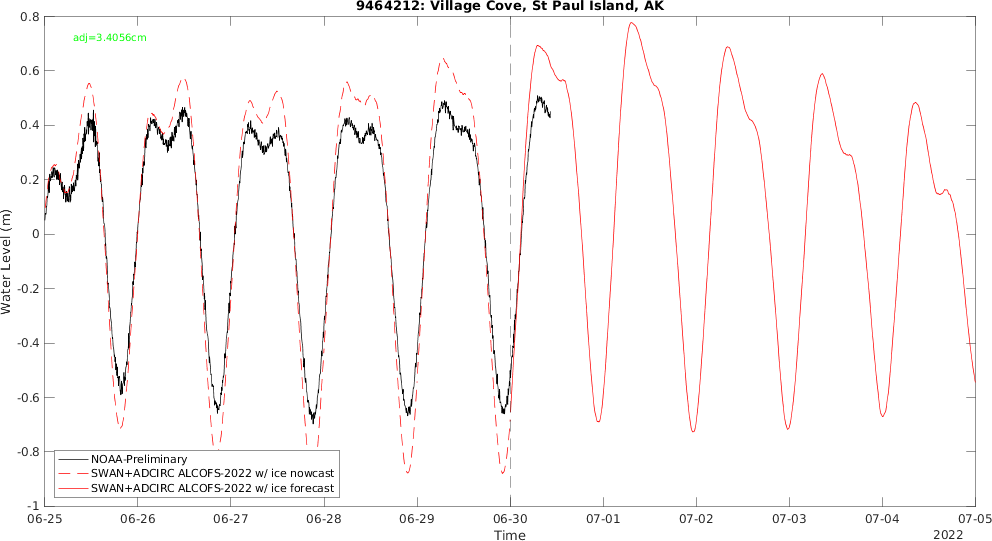 9464212: Village Cove, St Paul Island, AK
adj=3.4056cm
0.8
0.6
0.4
0.2
0
-0.2
-0.4
-0.6
-0.8
-1
Water Level (m)
NOAA-Preliminary
SWAN+ADCIRC ALCOFS-2022 w/ ice nowcast
SWAN+ADCIRC ALCOFS-2022 w/ ice forecast
06-25 06-26 06-27 06-28 06-29 06-30 07-01 07-02 07-03 07-04 07-05
Time
2022